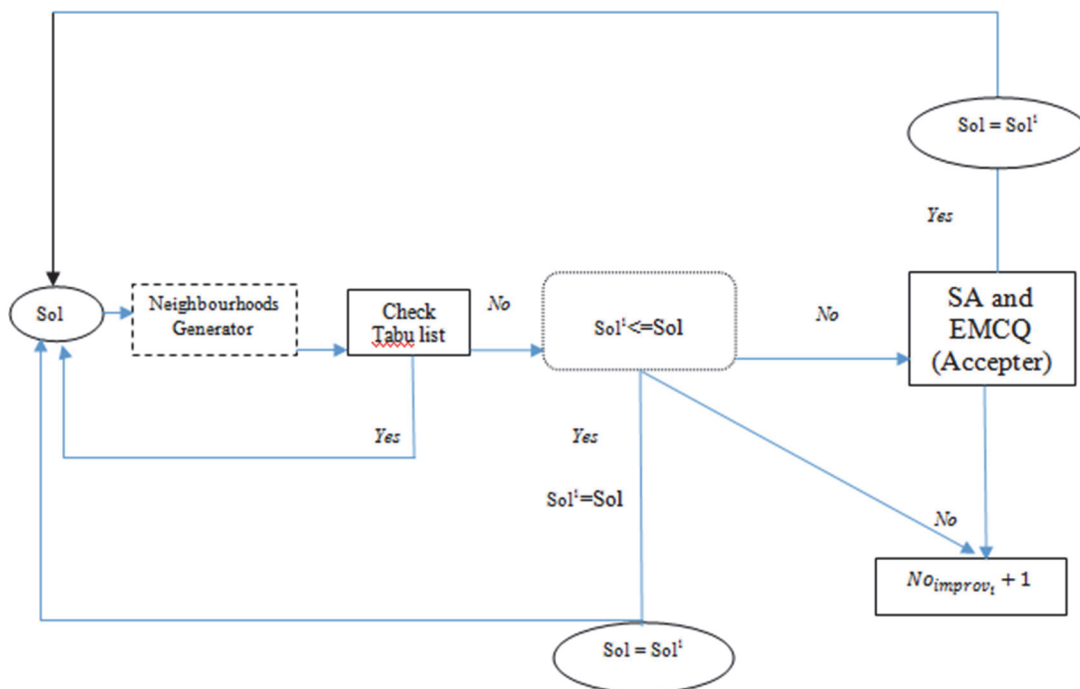 Sol = Sol¹
Yes
Sol
Neighbourhoods
Generator
Check
Tabu list
No
Sol¹<=Sol
No
SA and
EMCQ
(Accepter)
Yes
Yes
Sol¹=Sol
No
No_improv_t + 1
Sol = Sol¹